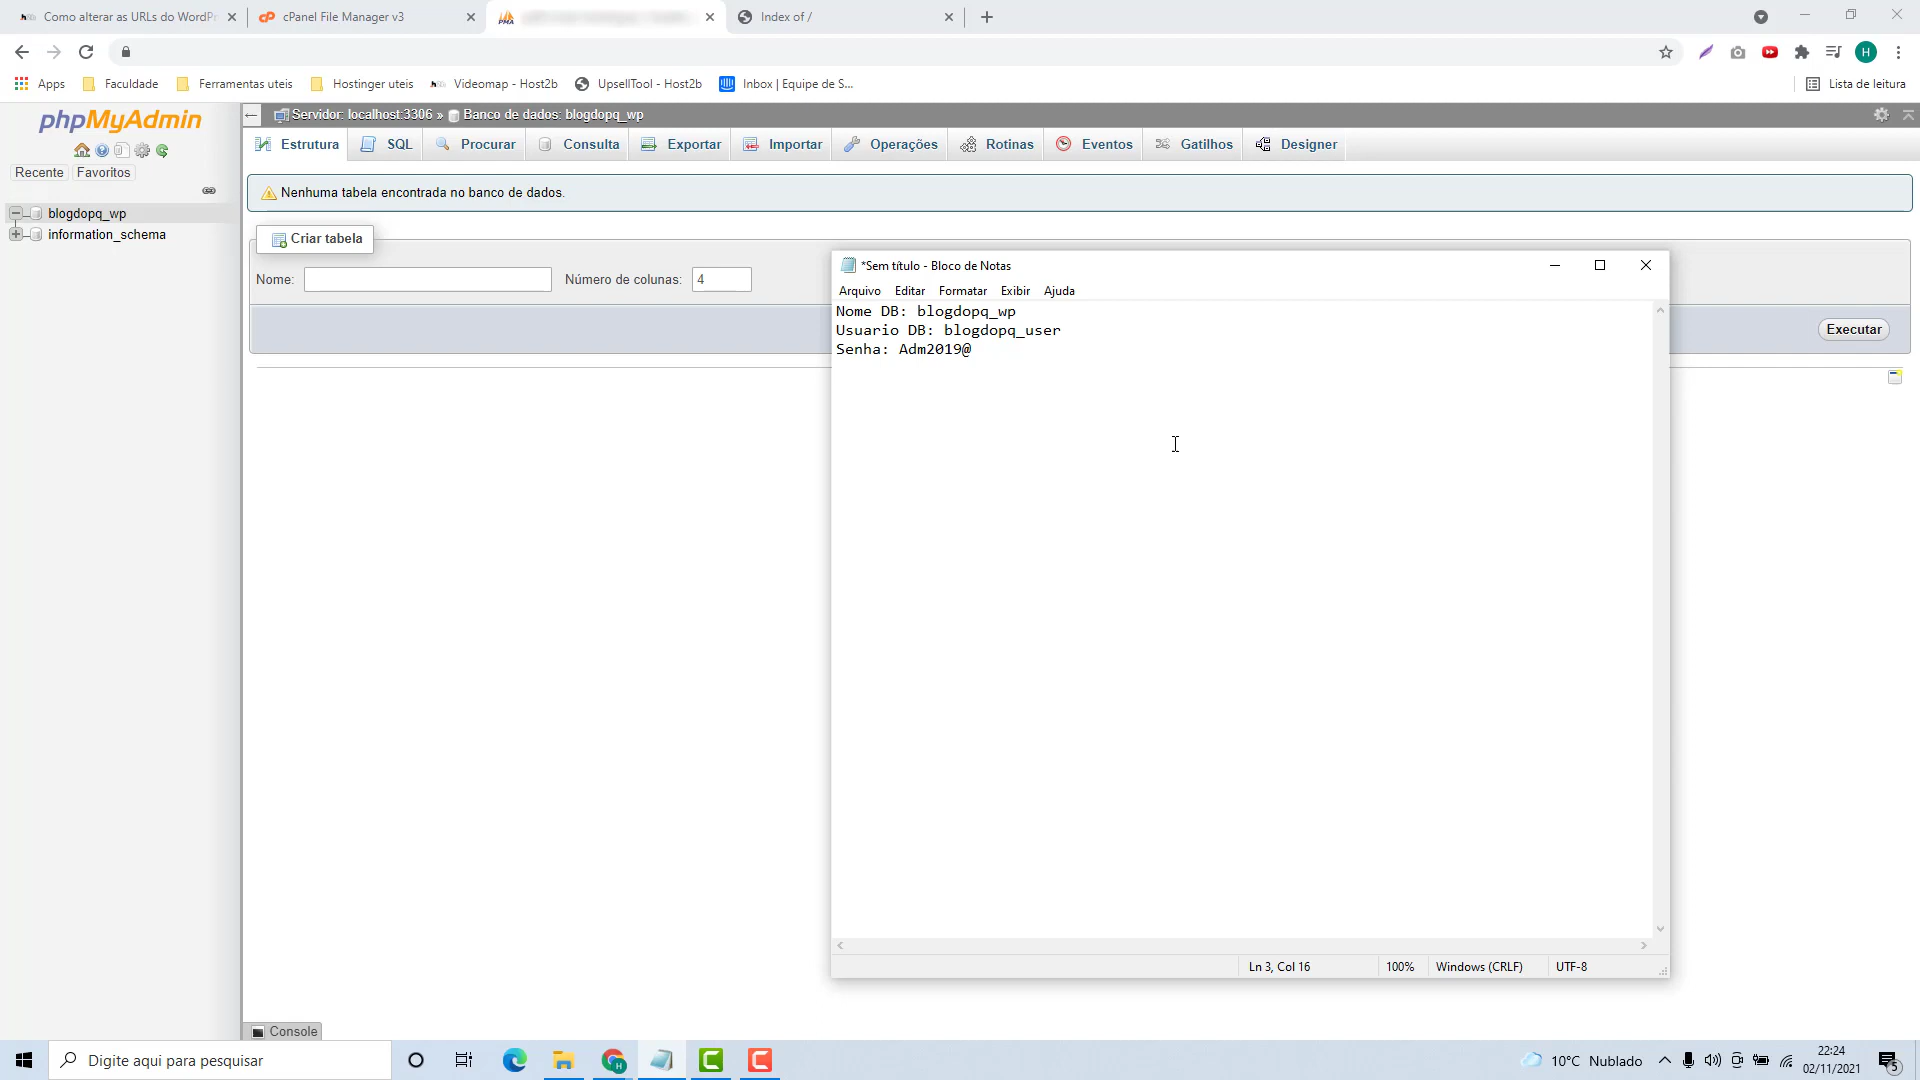 Como alterar as URLs do WordPr
cPanel File Manager v3
Index of /
Apps
Faculdade
Ferramentas uteis
Hostinger uteis
Videomap - Host2b
UpsellTool - Host2b
Inbox | Equipe de S...
Lista de leitura
phpMyAdmin
Recente
Favoritos
blogdopq_wp
information_schema
Servidor: localhost:3306 » Banco de dados: blogdopq_wp
Estrutura
SQL
Procurar
Consulta
Exportar
Importar
Operações
Rotinas
Eventos
Gatilhos
Designer
Nenhuma tabela encontrada no banco de dados.
Criar tabela
Nome:
Número de colunas: 4
Executar
*Sem título - Bloco de Notas
Arquivo Editar Formatar Exibir Ajuda
Nome DB: blogdopq_wp
Usuario DB: blogdopq_user
Senha: Adm2019@
Ln 3, Col 16
100%
Windows (CRLF)
UTF-8
Console
Digite aqui para pesquisar
10°C Nublado
22:24
02/11/2021
5